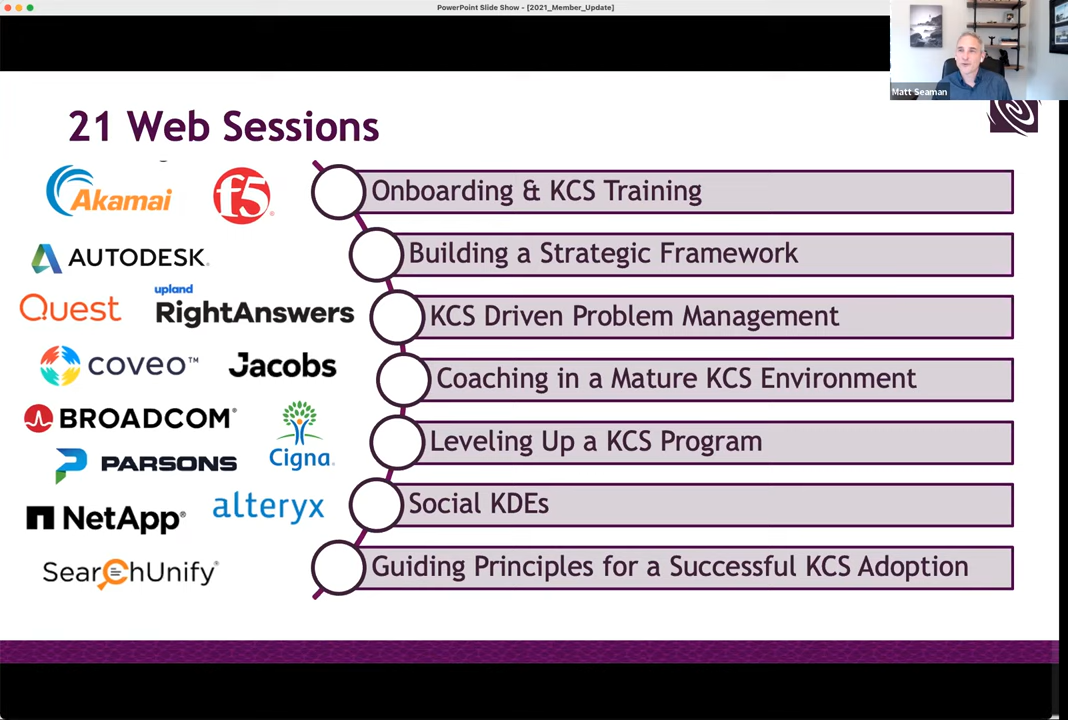 PowerPoint Slide Show - [2021_Member_Update]
Matt Seaman
21 Web Sessions
Akamai
f5
AUTODESK
Quest
upland
RightAnswers
coveo™
Jacobs
BROADCOM®
Cigna
PARSONS
NetApp®
alteryx
SearchUnify
Onboarding & KCS Training
Building a Strategic Framework
KCS Driven Problem Management
Coaching in a Mature KCS Environment
Leveling Up a KCS Program
Social KDEs
Guiding Principles for a Successful KCS Adoption